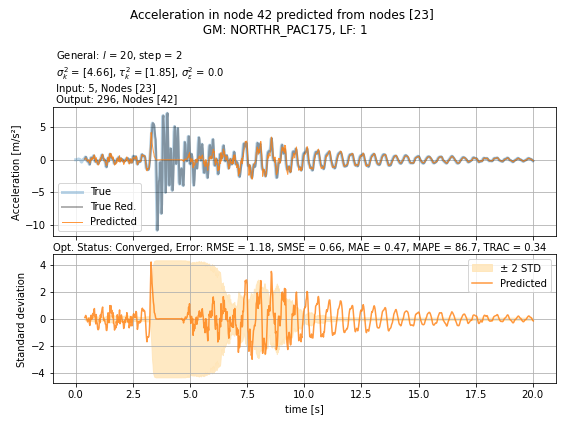 Acceleration in node 42 predicted from nodes [23]
GM: NORTHR_PAC175, LF: 1
General: l = 20, step = 2
σ²_k = [4.66], τ²_k = [1.85], σ²_ε = 0.0
Input: 5, Nodes [23]
Output: 296, Nodes [42]
Acceleration [m/s²]
5
0
−5
−10
True
True Red.
Predicted
Opt. Status: Converged, Error: RMSE = 1.18, SMSE = 0.66, MAE = 0.47, MAPE = 86.7, TRAC = 0.34
Standard deviation
4
2
0
−2
−4
± 2 STD
Predicted
0.0 2.5 5.0 7.5 10.0 12.5 15.0 17.5 20.0
time [s]